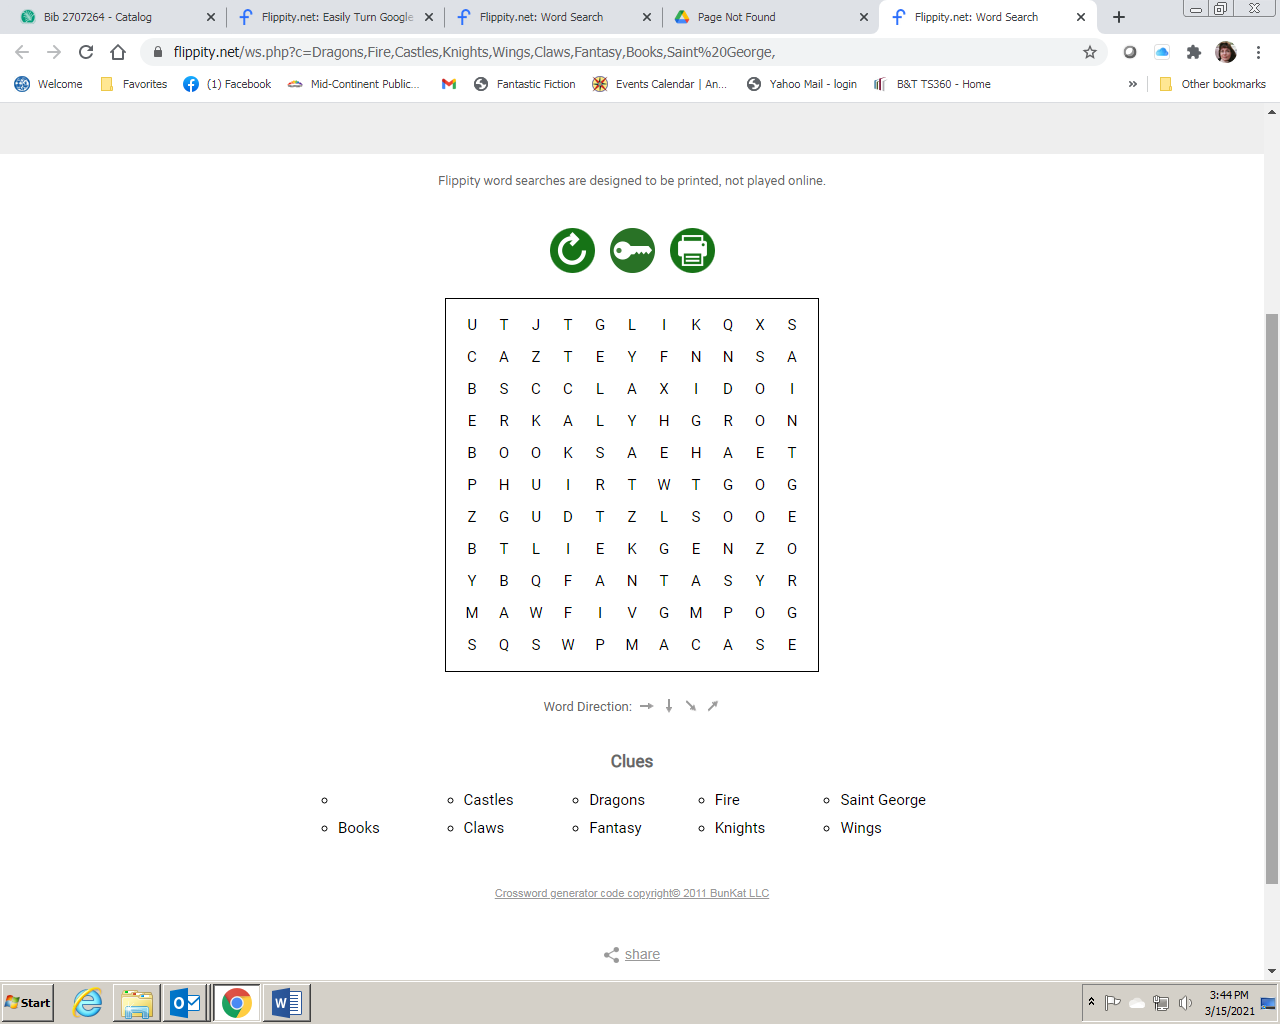 Bib 2707264 - Catalog
Flippity.net: Easily Turn Google
Flippity.net: Word Search
Page Not Found
Flippity.net: Word Search
flippity.net/ws.php?c=Dragons,Fire,Castles,Knights,Wings,Claws,Fantasy,Books,Saint%20George,
Welcome
Favorites
(1) Facebook
Mid-Continent Public...
Fantastic Fiction
Events Calendar | An...
Yahoo Mail - login
B&T TS360 - Home
»
Other bookmarks
Flippity word searches are designed to be printed, not played online.
U T J T G L I K Q X S
C A Z T E Y F N N S A
B S C C L A X I D O I
E R K A L Y H G R O N
B O O K S A E H A E T
P H U I R T W T G O G
Z G U D T Z L S O O E
B T L I E K G E N Z O
Y B Q F A N T A S Y R
M A W F I V G M P O G
S Q S W P M A C A S E
Word Direction: → ↓ ↘ ↗
Clues
Castles
Dragons
Fire
Saint George
Books
Claws
Fantasy
Knights
Wings
Crossword generator code copyright© 2011 BunKat LLC
share
Start
3:44 PM
3/15/2021